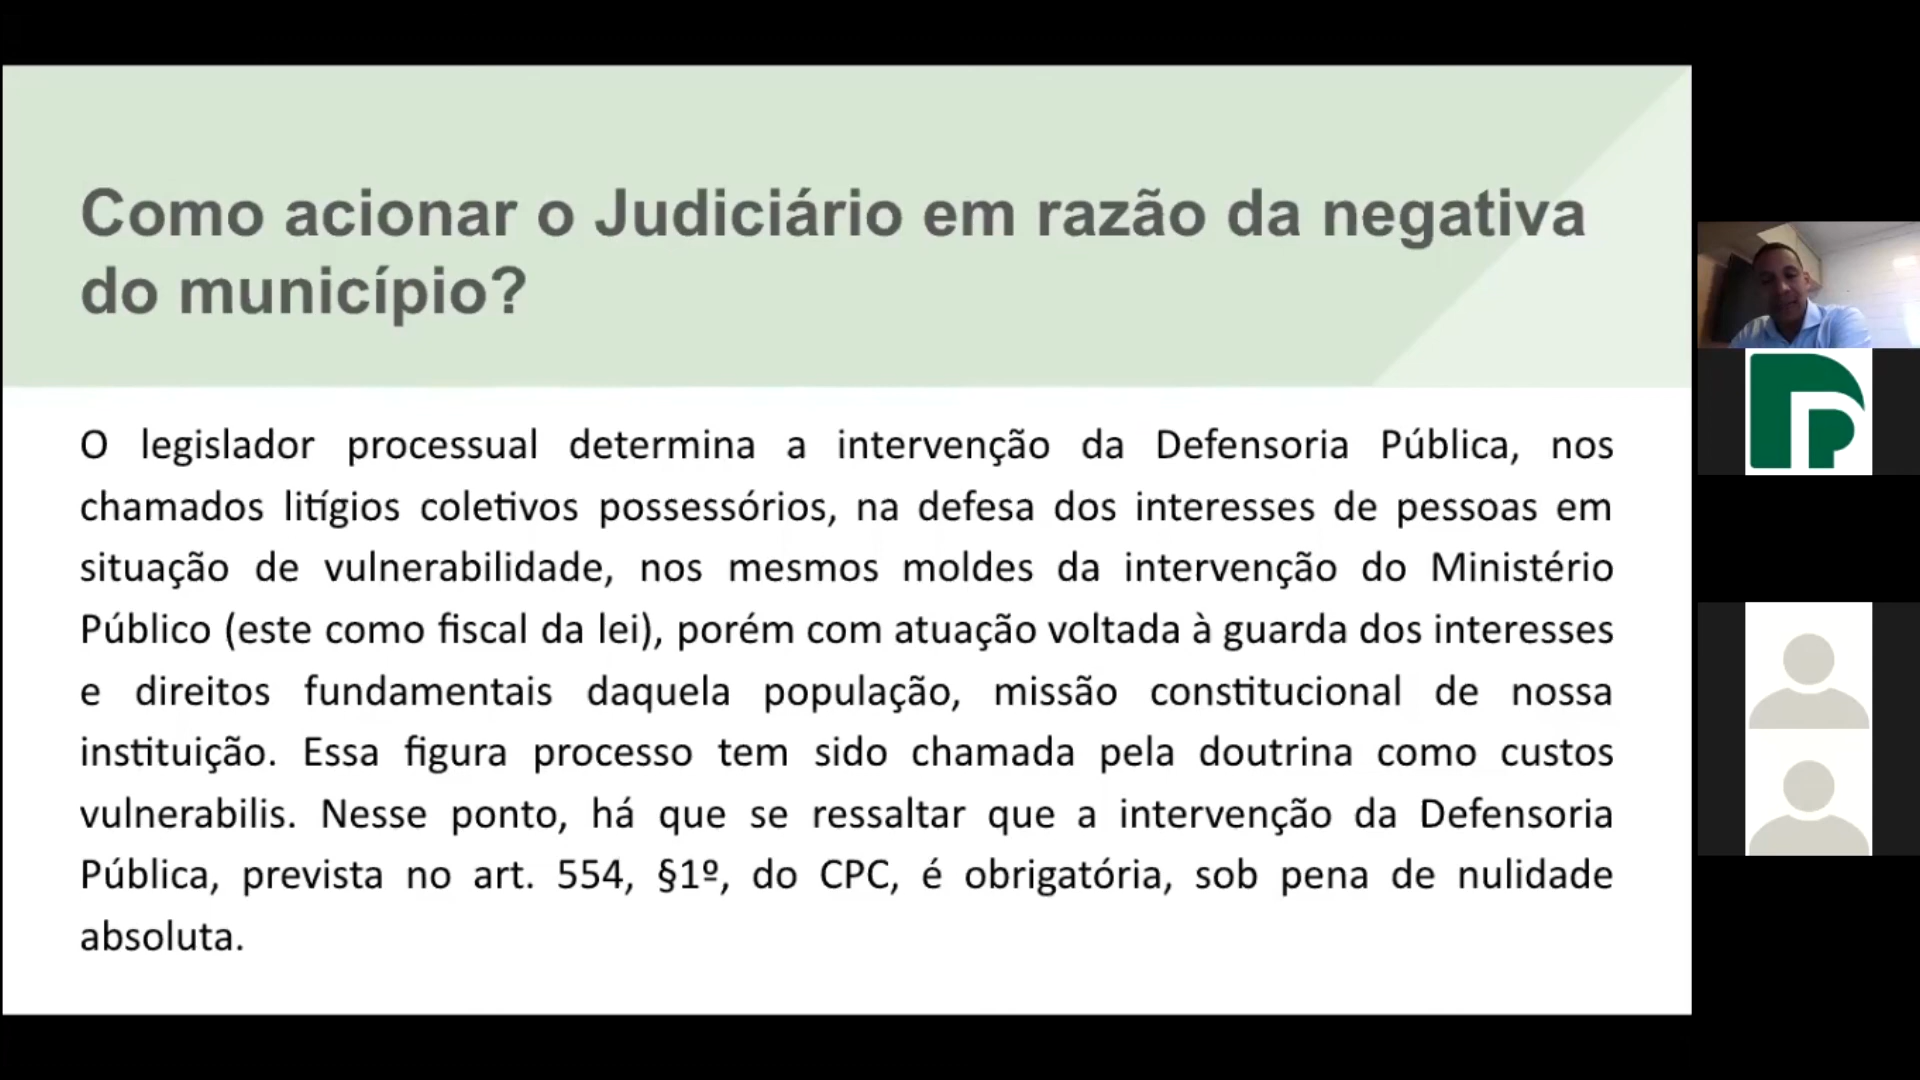 Como acionar o Judiciário em razão da negativa
do município?
O legislador processual determina a intervenção da Defensoria Pública, nos
chamados litígios coletivos possessórios, na defesa dos interesses de pessoas em
situação de vulnerabilidade, nos mesmos moldes da intervenção do Ministério
Público (este como fiscal da lei), porém com atuação voltada à guarda dos interesses
e direitos fundamentais daquela população, missão constitucional de nossa
instituição. Essa figura processo tem sido chamada pela doutrina como custos
vulnerabilis. Nesse ponto, há que se ressaltar que a intervenção da Defensoria
Pública, prevista no art. 554, §1º, do CPC, é obrigatória, sob pena de nulidade
absoluta.